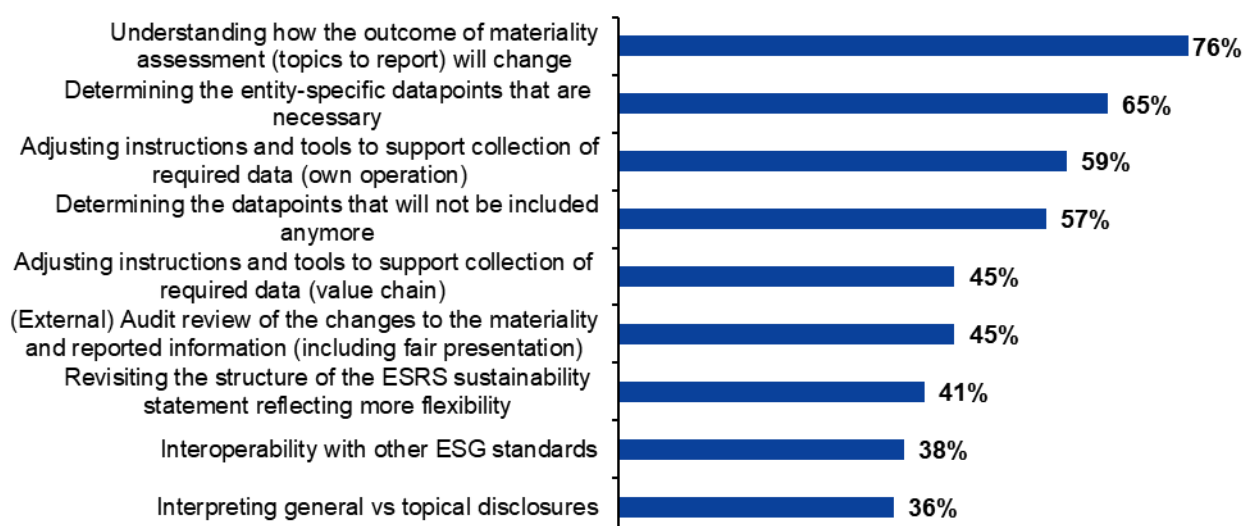 Understanding how the outcome of materiality
assessment (topics to report) will change
76%
Determining the entity-specific datapoints that are
necessary
65%
Adjusting instructions and tools to support collection of
required data (own operation)
59%
Determining the datapoints that will not be included
anymore
57%
Adjusting instructions and tools to support collection of
required data (value chain)
45%
(External) Audit review of the changes to the materiality
and reported information (including fair presentation)
45%
Revisiting the structure of the ESRS sustainability
statement reflecting more flexibility
41%
Interoperability with other ESG standards
38%
Interpreting general vs topical disclosures
36%